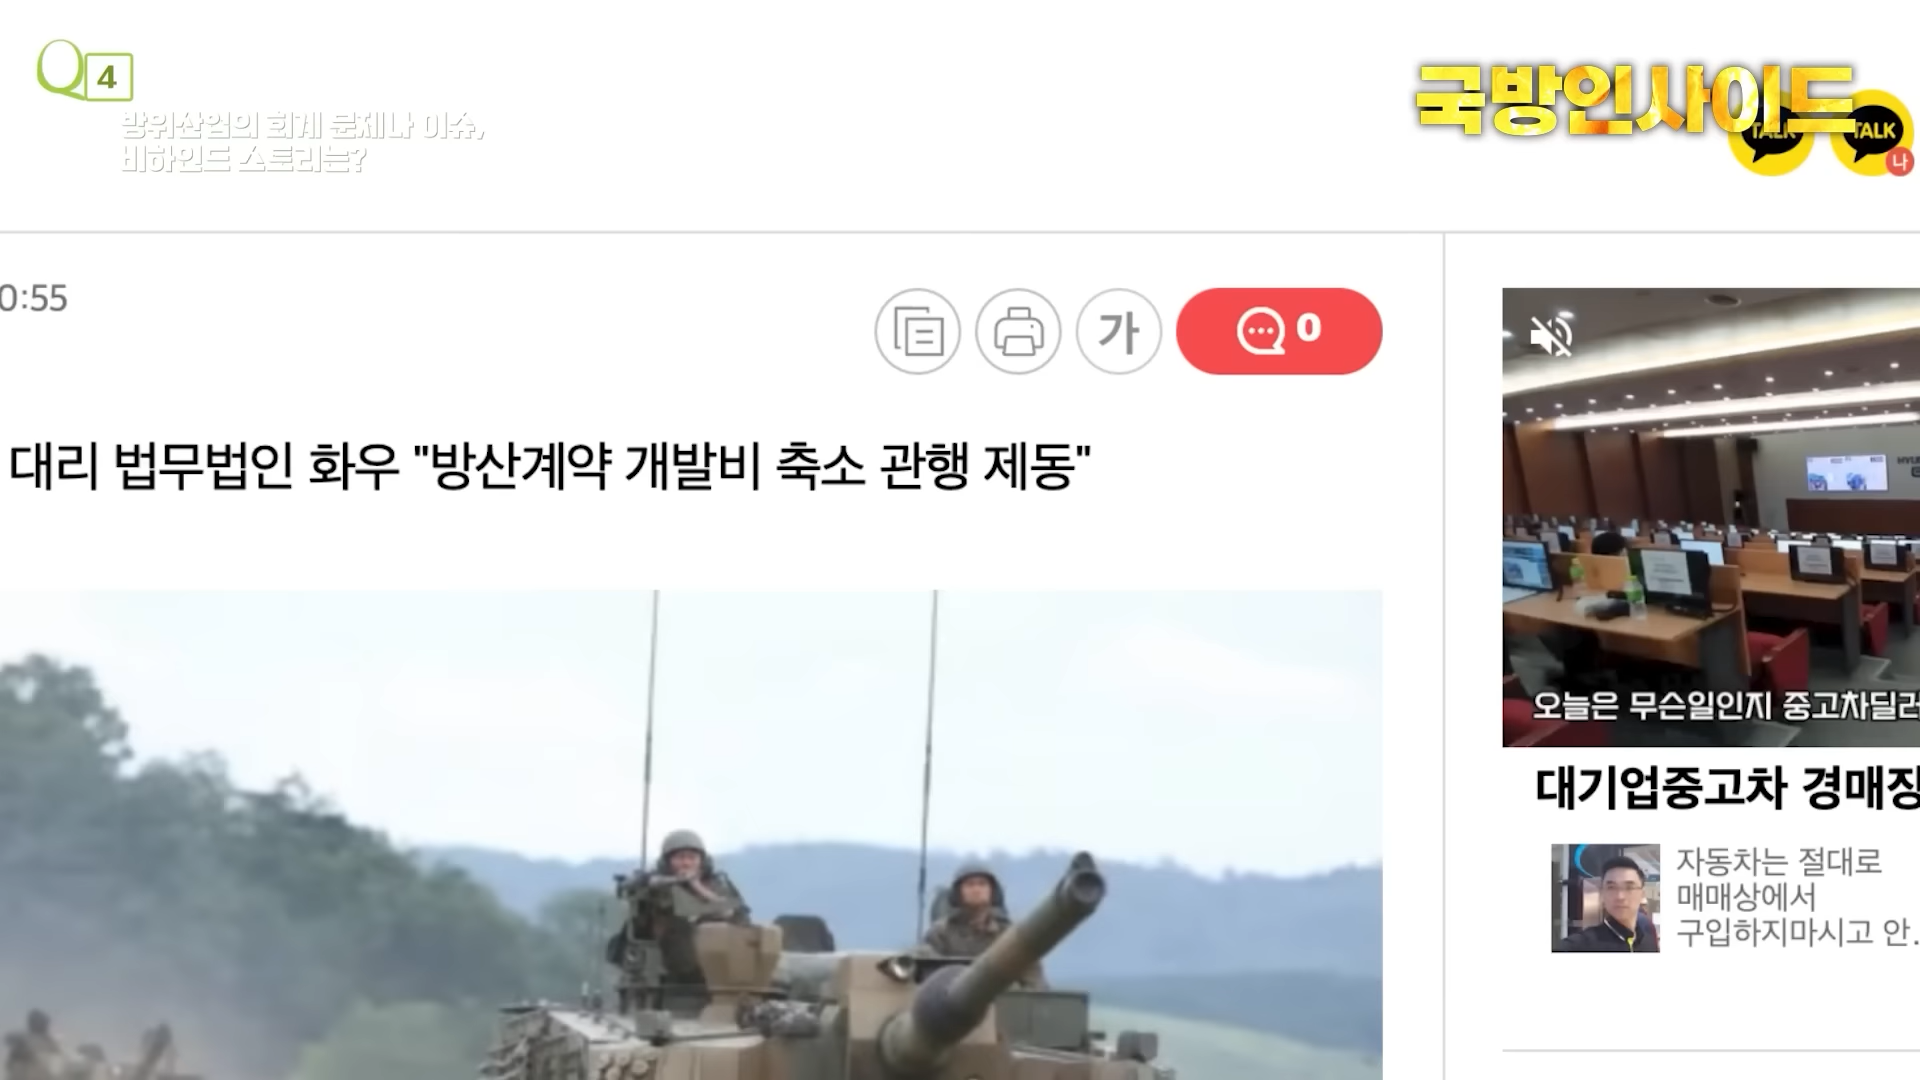 Q4
방위산업의 회계 문제나 이슈,
비하인드 스토리는?
국방인사이드
TALK TALK
나
0:55
가
0
대리 법무법인 화우 "방산계약 개발비 축소 관행 제동"
오늘은 무슨일인지 중고차딜러
대기업중고차 경매장
자동차는 절대로
매매상에서
구입하지마시고 안..